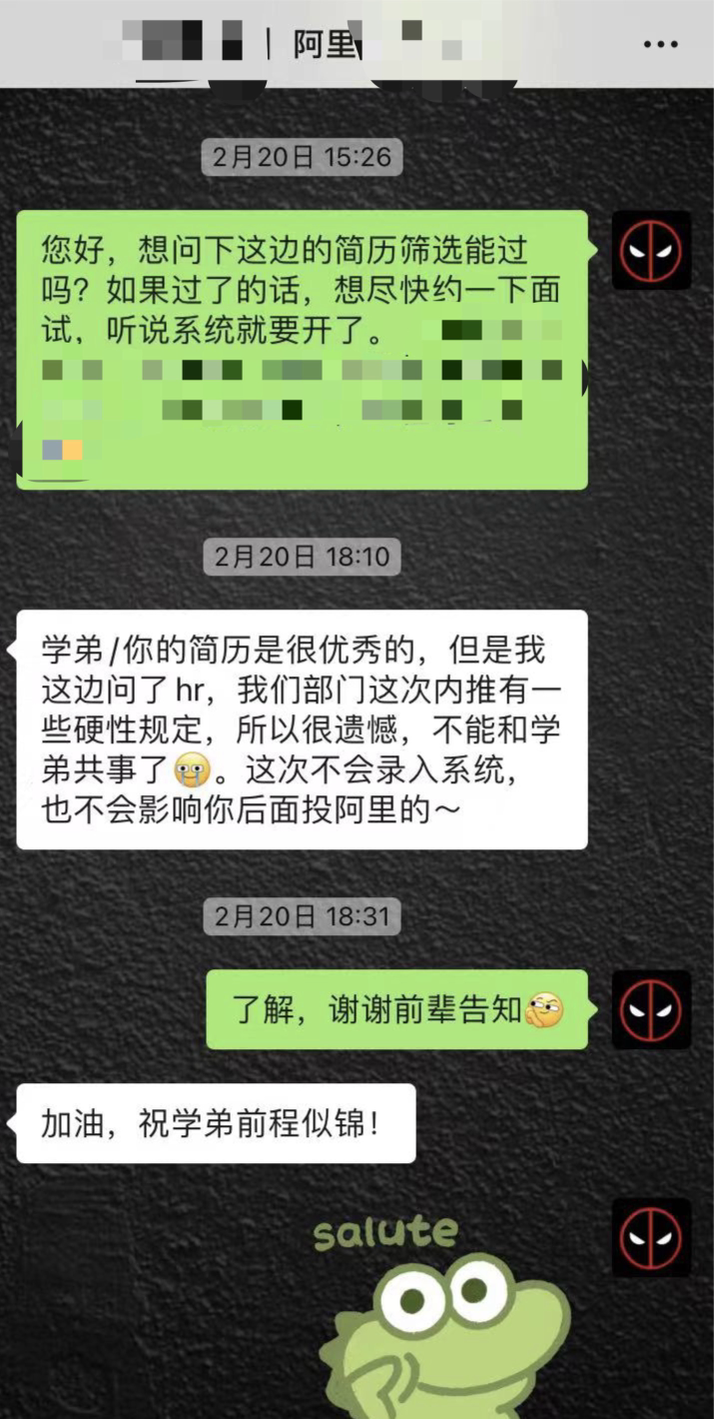 | 阿里
2月20日 15:26
您好，想问下这边的简历筛选能过
吗？如果过了的话，想尽快约一下面
试，听说系统就要开了。
2月20日 18:10
学弟/你的简历是很优秀的，但是我
这边问了hr，我们部门这次内推有一
些硬性规定，所以很遗憾，不能和学
弟共事了😭。这次不会录入系统，
也不会影响你后面投阿里的～
2月20日 18:31
了解，谢谢前辈告知
加油，祝学弟前程似锦！
salute